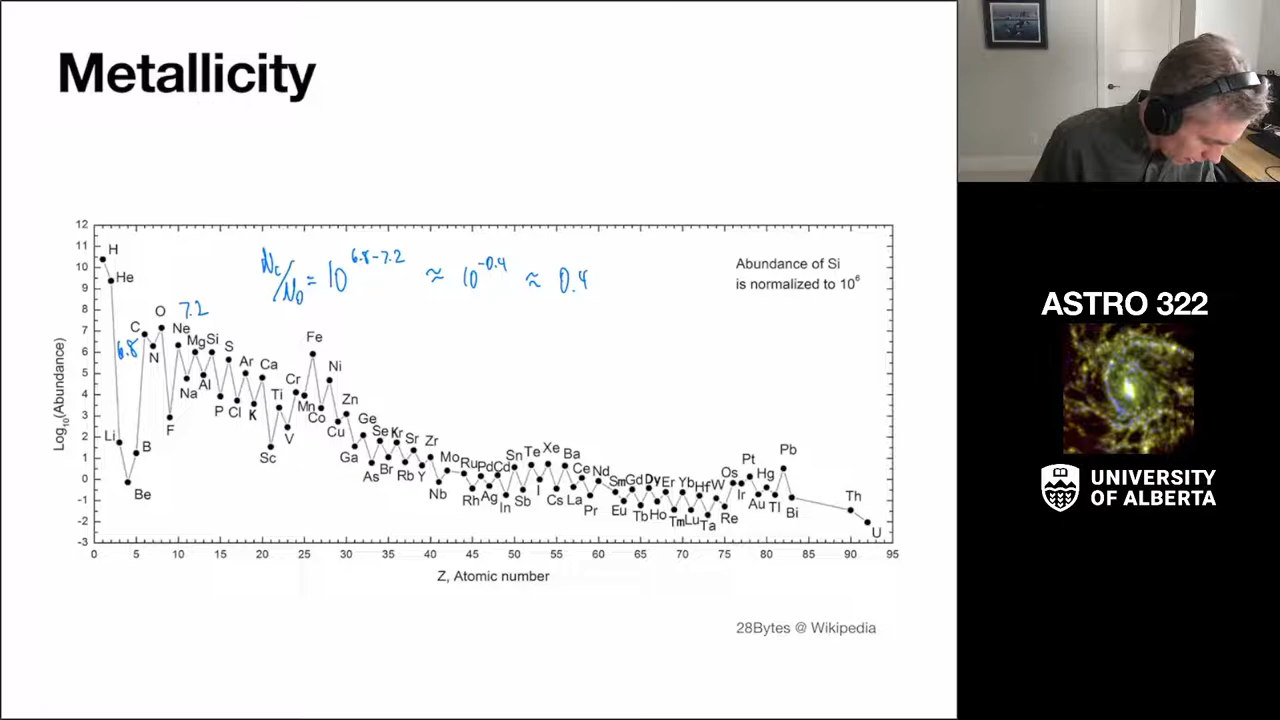 Metallicity
N_C/N_O = 10^{6.8-7.2} ≈ 10^{-0.4} ≈ 0.4
7.2
6.8
Abundance of Si
is normalized to 10^6
Log10(Abundance)
12
11
10
9
8
7
6
5
4
3
2
1
0
-1
-2
-3
H
He
Li
Be
B
C
N
O
F
Ne
Na
Mg
Al
Si
P
S
Cl
Ar
K
Ca
Sc
Ti
V
Cr
Mn
Fe
Co
Ni
Cu
Zn
Ga
Ge
As
Se
Br
Kr
Rb
Sr
Y
Zr
Nb
Mo
Ru
Rh
Pd
Ag
Cd
In
Sn
Sb
Te
I
Xe
Cs
Ba
La
Ce
Pr
Nd
Sm
Eu
Gd
Tb
Dy
Ho
Er
Tm
Yb
Lu
Hf
Ta
W
Re
Os
Ir
Pt
Au
Hg
Tl
Pb
Bi
Th
U
0 5 10 15 20 25 30 35 40 45 50 55 60 65 70 75 80 85 90 95
Z, Atomic number
28Bytes @ Wikipedia
ASTRO 322
UNIVERSITY
OF ALBERTA